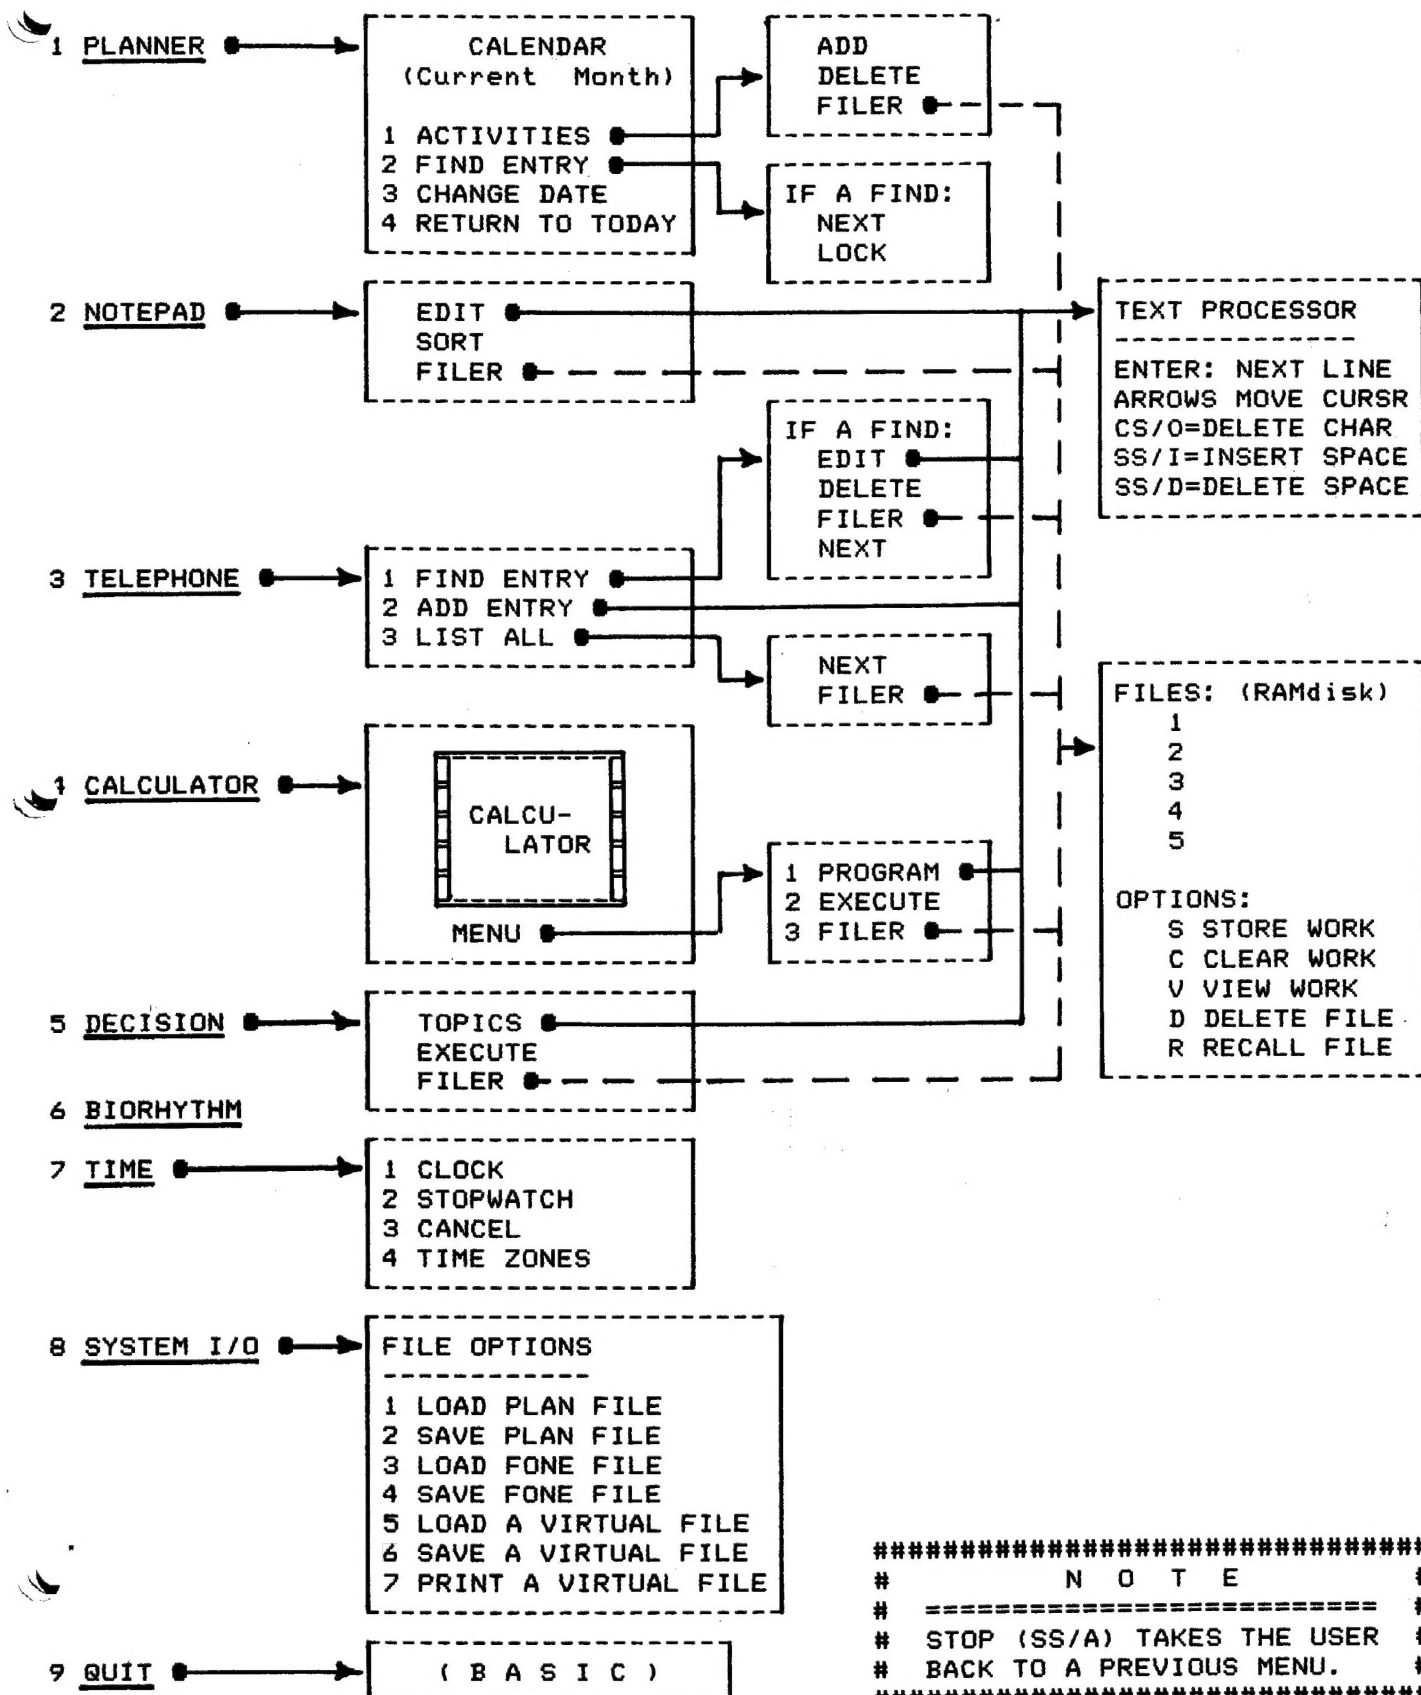 1 PLANNER
CALENDAR
(Current Month)
1 ACTIVITIES
2 FIND ENTRY
3 CHANGE DATE
4 RETURN TO TODAY
ADD
DELETE
FILER
IF A FIND:
NEXT
LOCK
2 NOTEPAD
EDIT
SORT
FILER
TEXT PROCESSOR
--------------
ENTER: NEXT LINE
ARROWS MOVE CURSR
CS/0=DELETE CHAR
SS/I=INSERT SPACE
SS/D=DELETE SPACE
IF A FIND:
EDIT
DELETE
FILER
NEXT
3 TELEPHONE
1 FIND ENTRY
2 ADD ENTRY
3 LIST ALL
NEXT
FILER
FILES: (RAMdisk)
1
2
3
4
5
OPTIONS:
S STORE WORK
C CLEAR WORK
V VIEW WORK
D DELETE FILE
R RECALL FILE
4 CALCULATOR
CALCU-
LATOR
MENU
1 PROGRAM
2 EXECUTE
3 FILER
5 DECISION
TOPICS
EXECUTE
FILER
6 BIORHYTHM
7 TIME
1 CLOCK
2 STOPWATCH
3 CANCEL
4 TIME ZONES
8 SYSTEM I/O
FILE OPTIONS
------------
1 LOAD PLAN FILE
2 SAVE PLAN FILE
3 LOAD FONE FILE
4 SAVE FONE FILE
5 LOAD A VIRTUAL FILE
6 SAVE A VIRTUAL FILE
7 PRINT A VIRTUAL FILE
9 QUIT
( B A S I C )
################################
# N O T E #
# ========================== #
# STOP (SS/A) TAKES THE USER #
# BACK TO A PREVIOUS MENU. #
################################